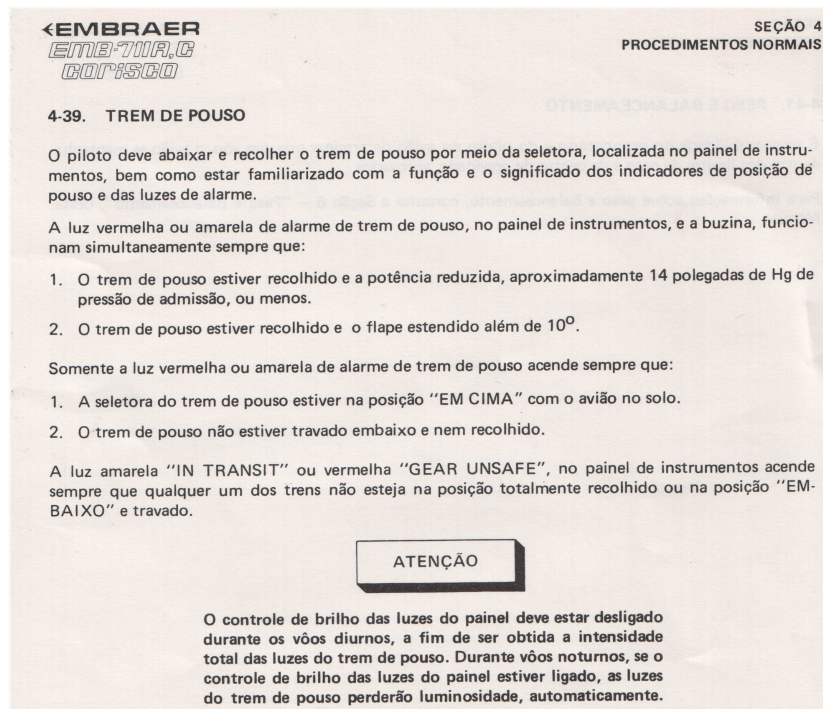 EMBRAER
EMB-711A,C
CORISCO
SEÇÃO 4
PROCEDIMENTOS NORMAIS
4-39. TREM DE POUSO
O piloto deve abaixar e recolher o trem de pouso por meio da seletora, localizada no painel de instru-
mentos, bem como estar familiarizado com a função e o significado dos indicadores de posição de
pouso e das luzes de alarme.
A luz vermelha ou amarela de alarme de trem de pouso, no painel de instrumentos, e a buzina, funcio-
nam simultaneamente sempre que:
1. O trem de pouso estiver recolhido e a potência reduzida, aproximadamente 14 polegadas de Hg de
pressão de admissão, ou menos.
2. O trem de pouso estiver recolhido e o flape estendido além de 10º.
Somente a luz vermelha ou amarela de alarme de trem de pouso acende sempre que:
1. A seletora do trem de pouso estiver na posição "EM CIMA" com o avião no solo.
2. O trem de pouso não estiver travado embaixo e nem recolhido.
A luz amarela "IN TRANSIT" ou vermelha "GEAR UNSAFE", no painel de instrumentos acende
sempre que qualquer um dos trens não esteja na posição totalmente recolhido ou na posição "EM-
BAIXO" e travado.
ATENÇÃO
O controle de brilho das luzes do painel deve estar desligado
durante os vôos diurnos, a fim de ser obtida a intensidade
total das luzes do trem de pouso. Durante vôos noturnos, se o
controle de brilho das luzes do painel estiver ligado, as luzes
do trem de pouso perderão luminosidade, automaticamente.